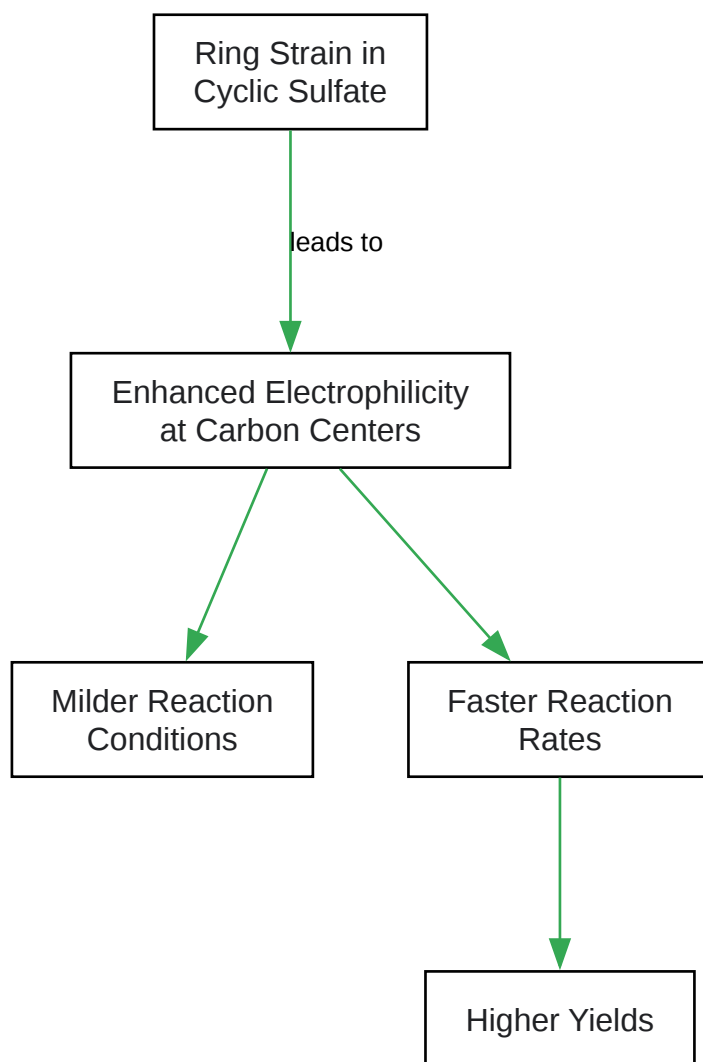 Ring Strain in
Cyclic Sulfate
leads to
Enhanced Electrophilicity
at Carbon Centers
Milder Reaction
Conditions
Faster Reaction
Rates
Higher Yields